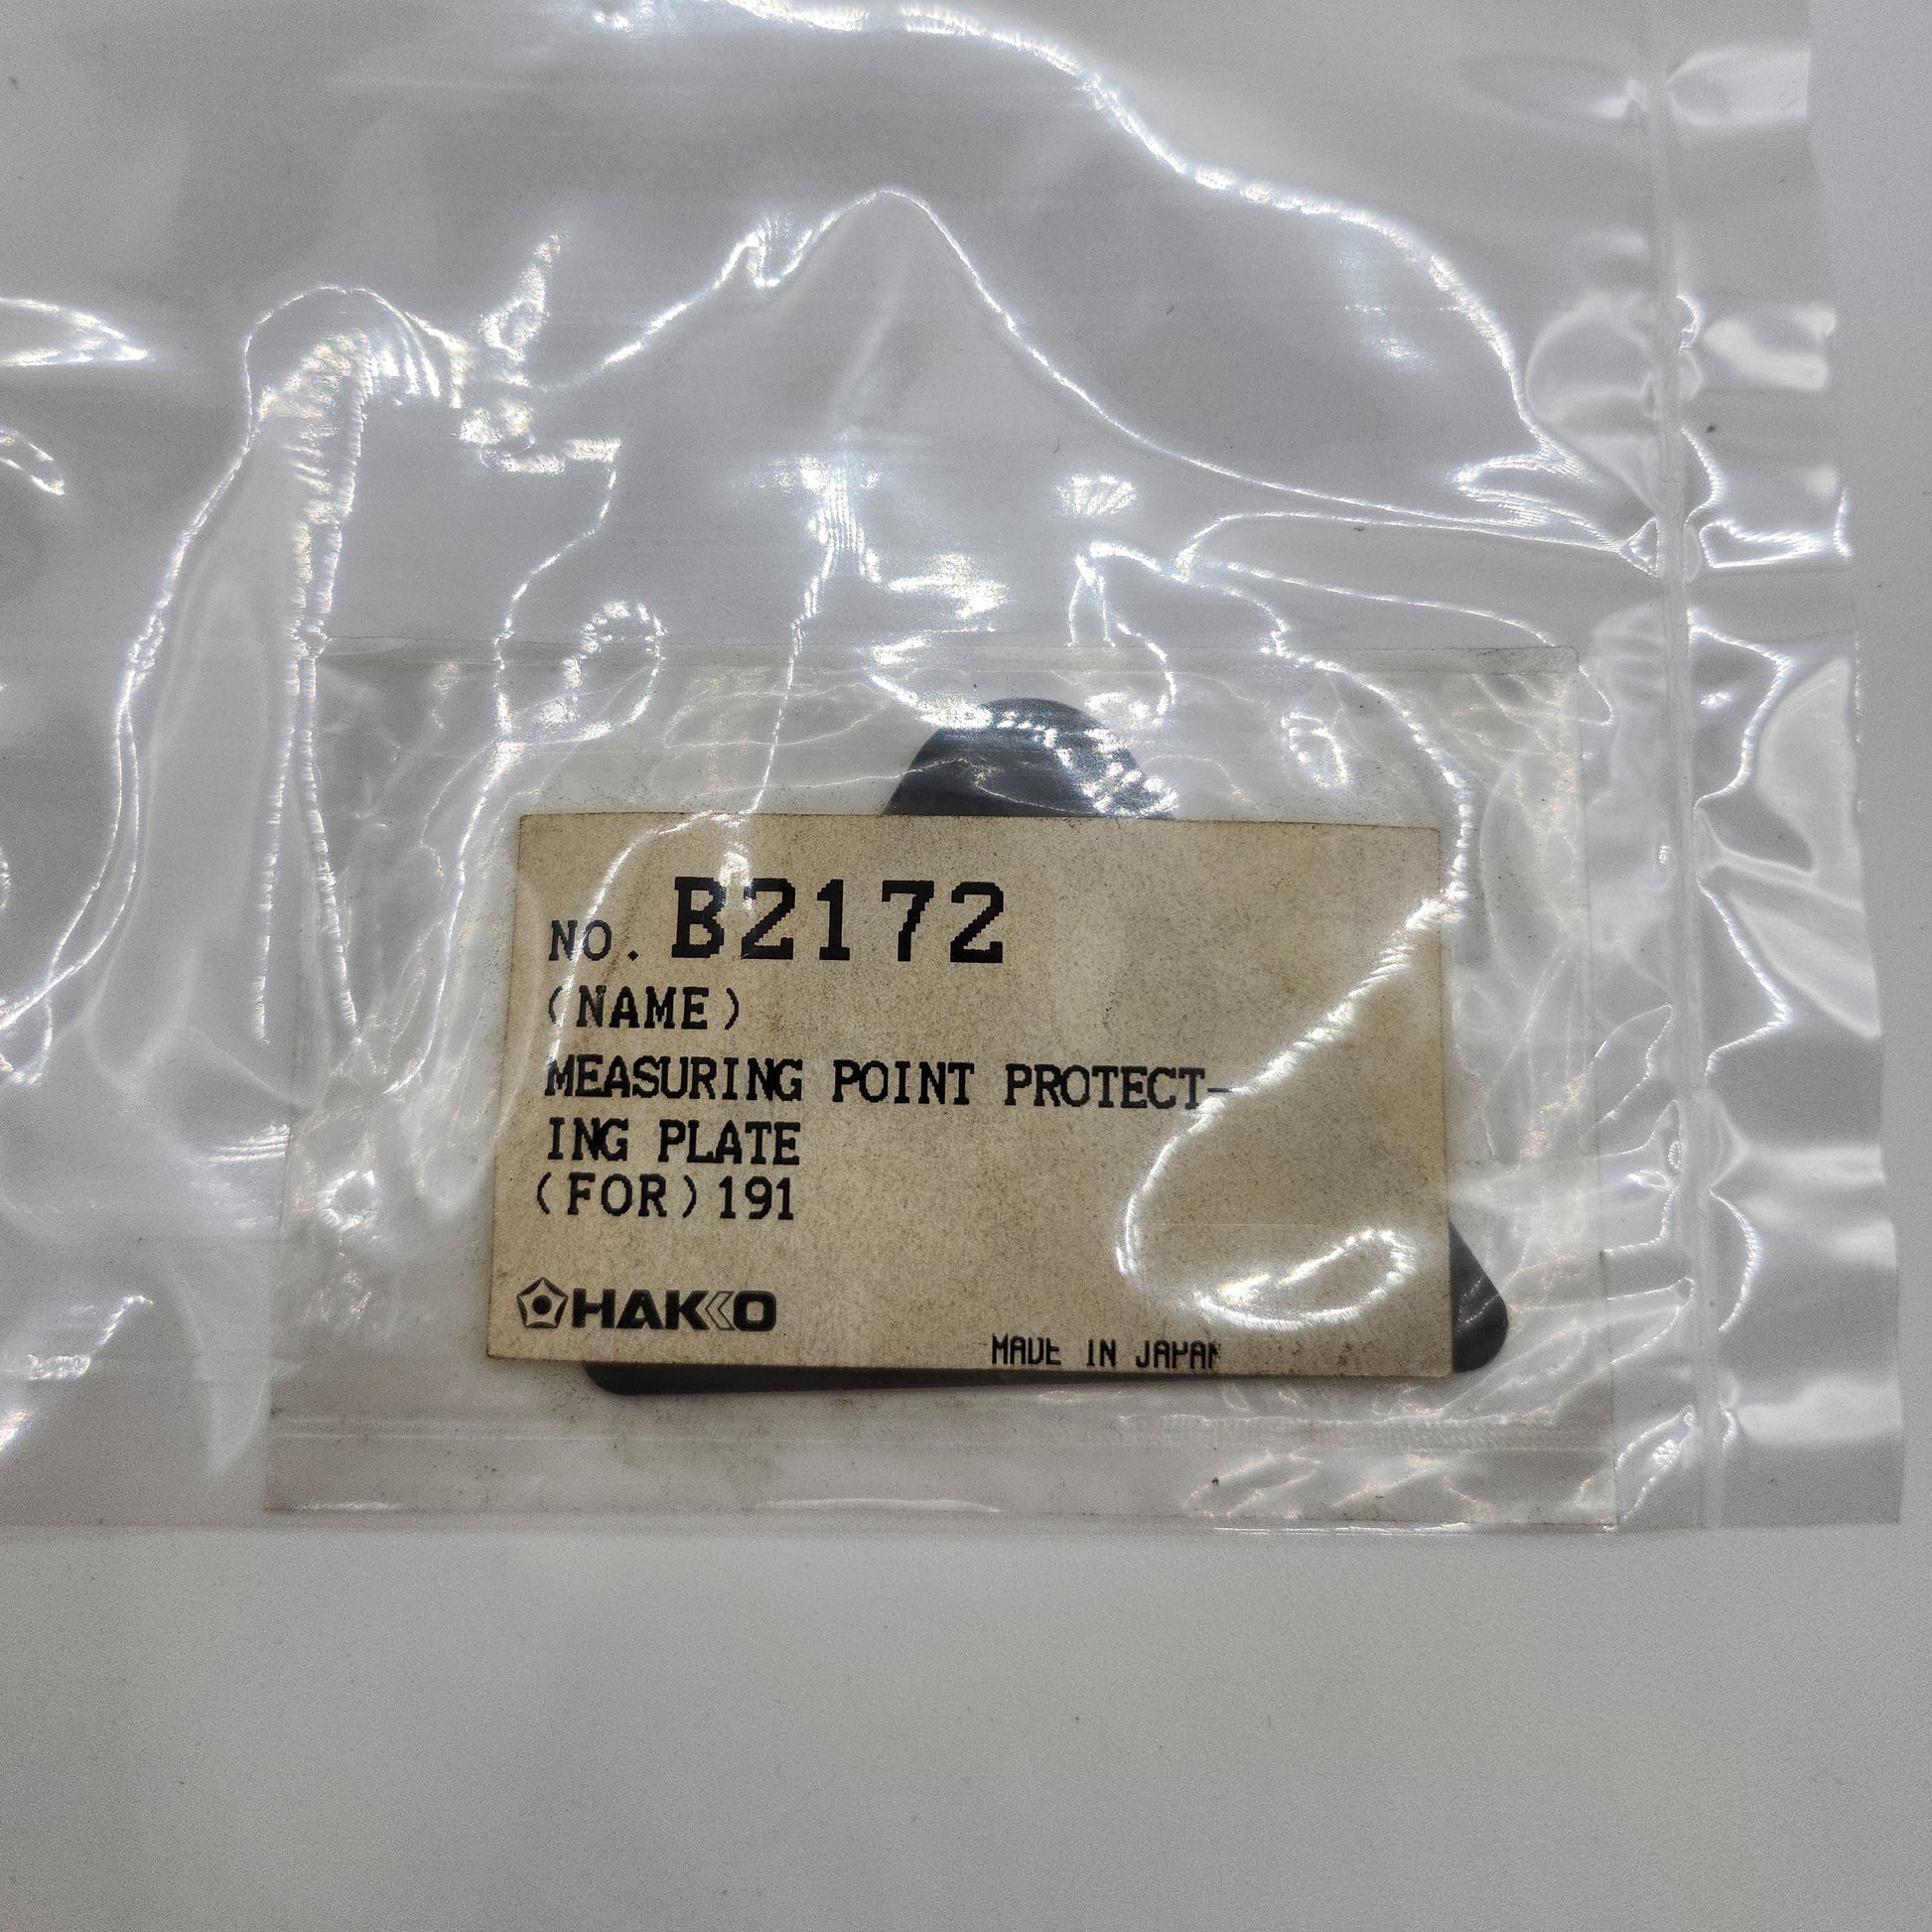 NO. B2172
(NAME)
MEASURING POINT PROTECT-
ING PLATE
(FOR) 191
HAKKO
MADE IN JAPAN